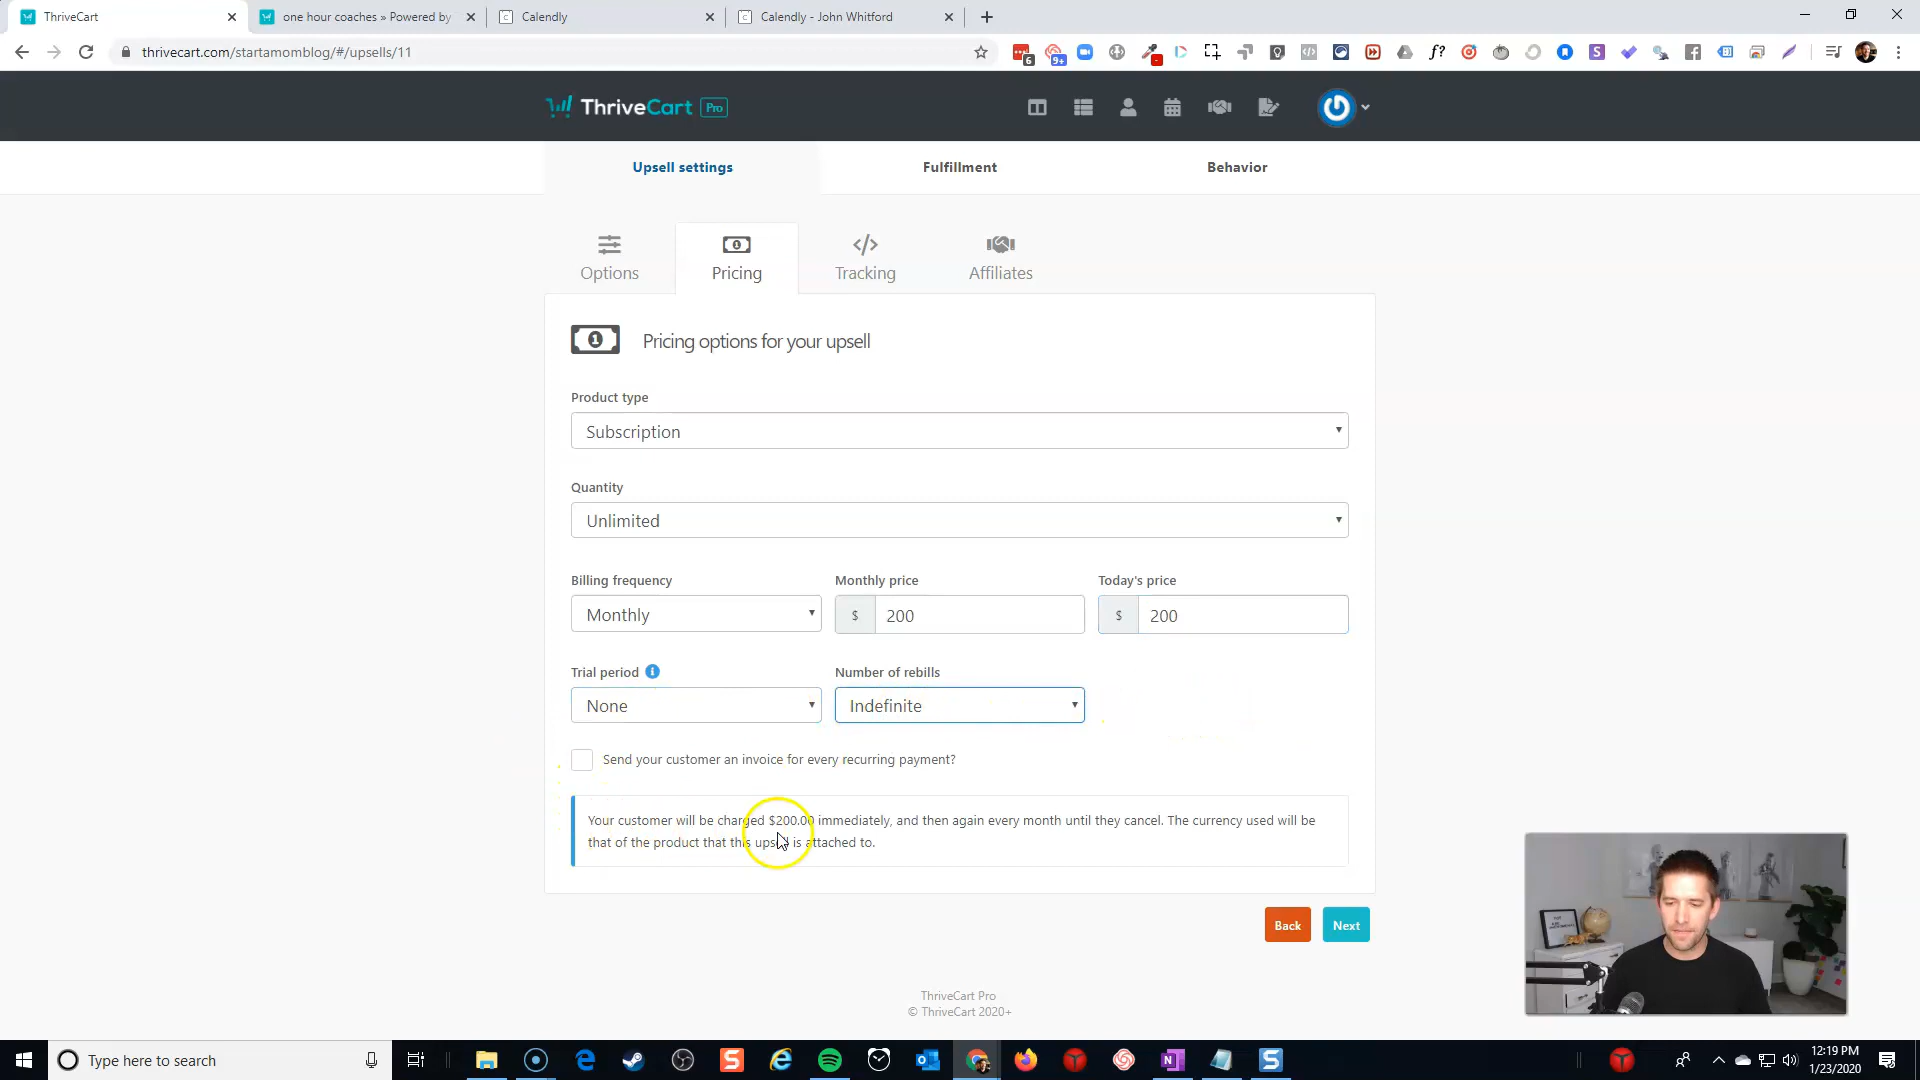 ThriveCart
one hour coaches » Powered by
Calendly
Calendly - John Whitford
thrivecart.com/startamomblog/#/upsells/11
6
9+
f?
S
ThriveCart Pro
Upsell settings
Fulfillment
Behavior
Options
Pricing
Tracking
Affiliates
Pricing options for your upsell
Product type
Subscription
Quantity
Unlimited
Billing frequency
Monthly price
Today's price
Monthly
$ 200
$ 200
Trial period
Number of rebills
None
Indefinite
Send your customer an invoice for every recurring payment?
Your customer will be charged $200.00 immediately, and then again every month until they cancel. The currency used will be
that of the product that this upsell is attached to.
Back
Next
ThriveCart Pro
© ThriveCart 2020+
Type here to search
12:19 PM
1/23/2020